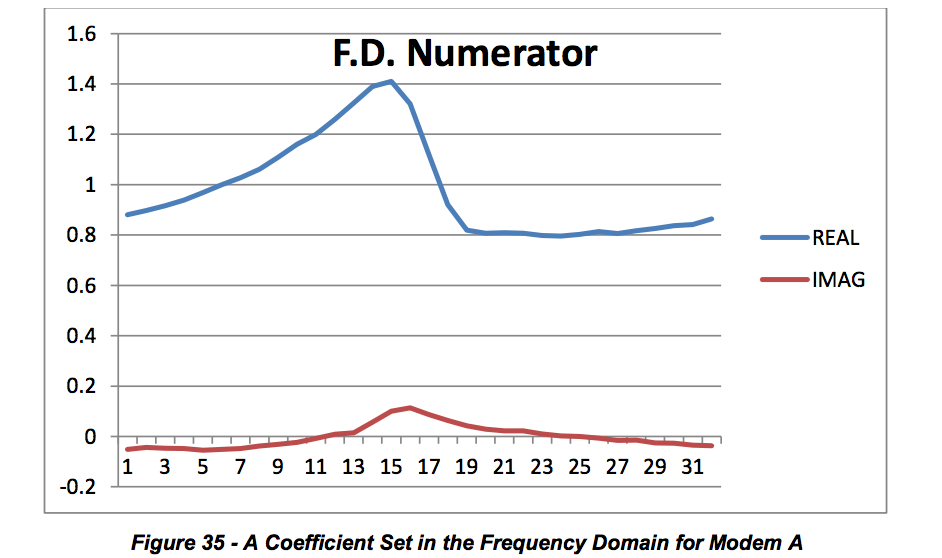 F.D. Numerator
1.6
1.4
1.2
1
0.8
0.6
0.4
0.2
0
-0.2
1 3 5 7 9 11 13 15 17 19 21 23 25 27 29 31
REAL
IMAG
Figure 35 - A Coefficient Set in the Frequency Domain for Modem A